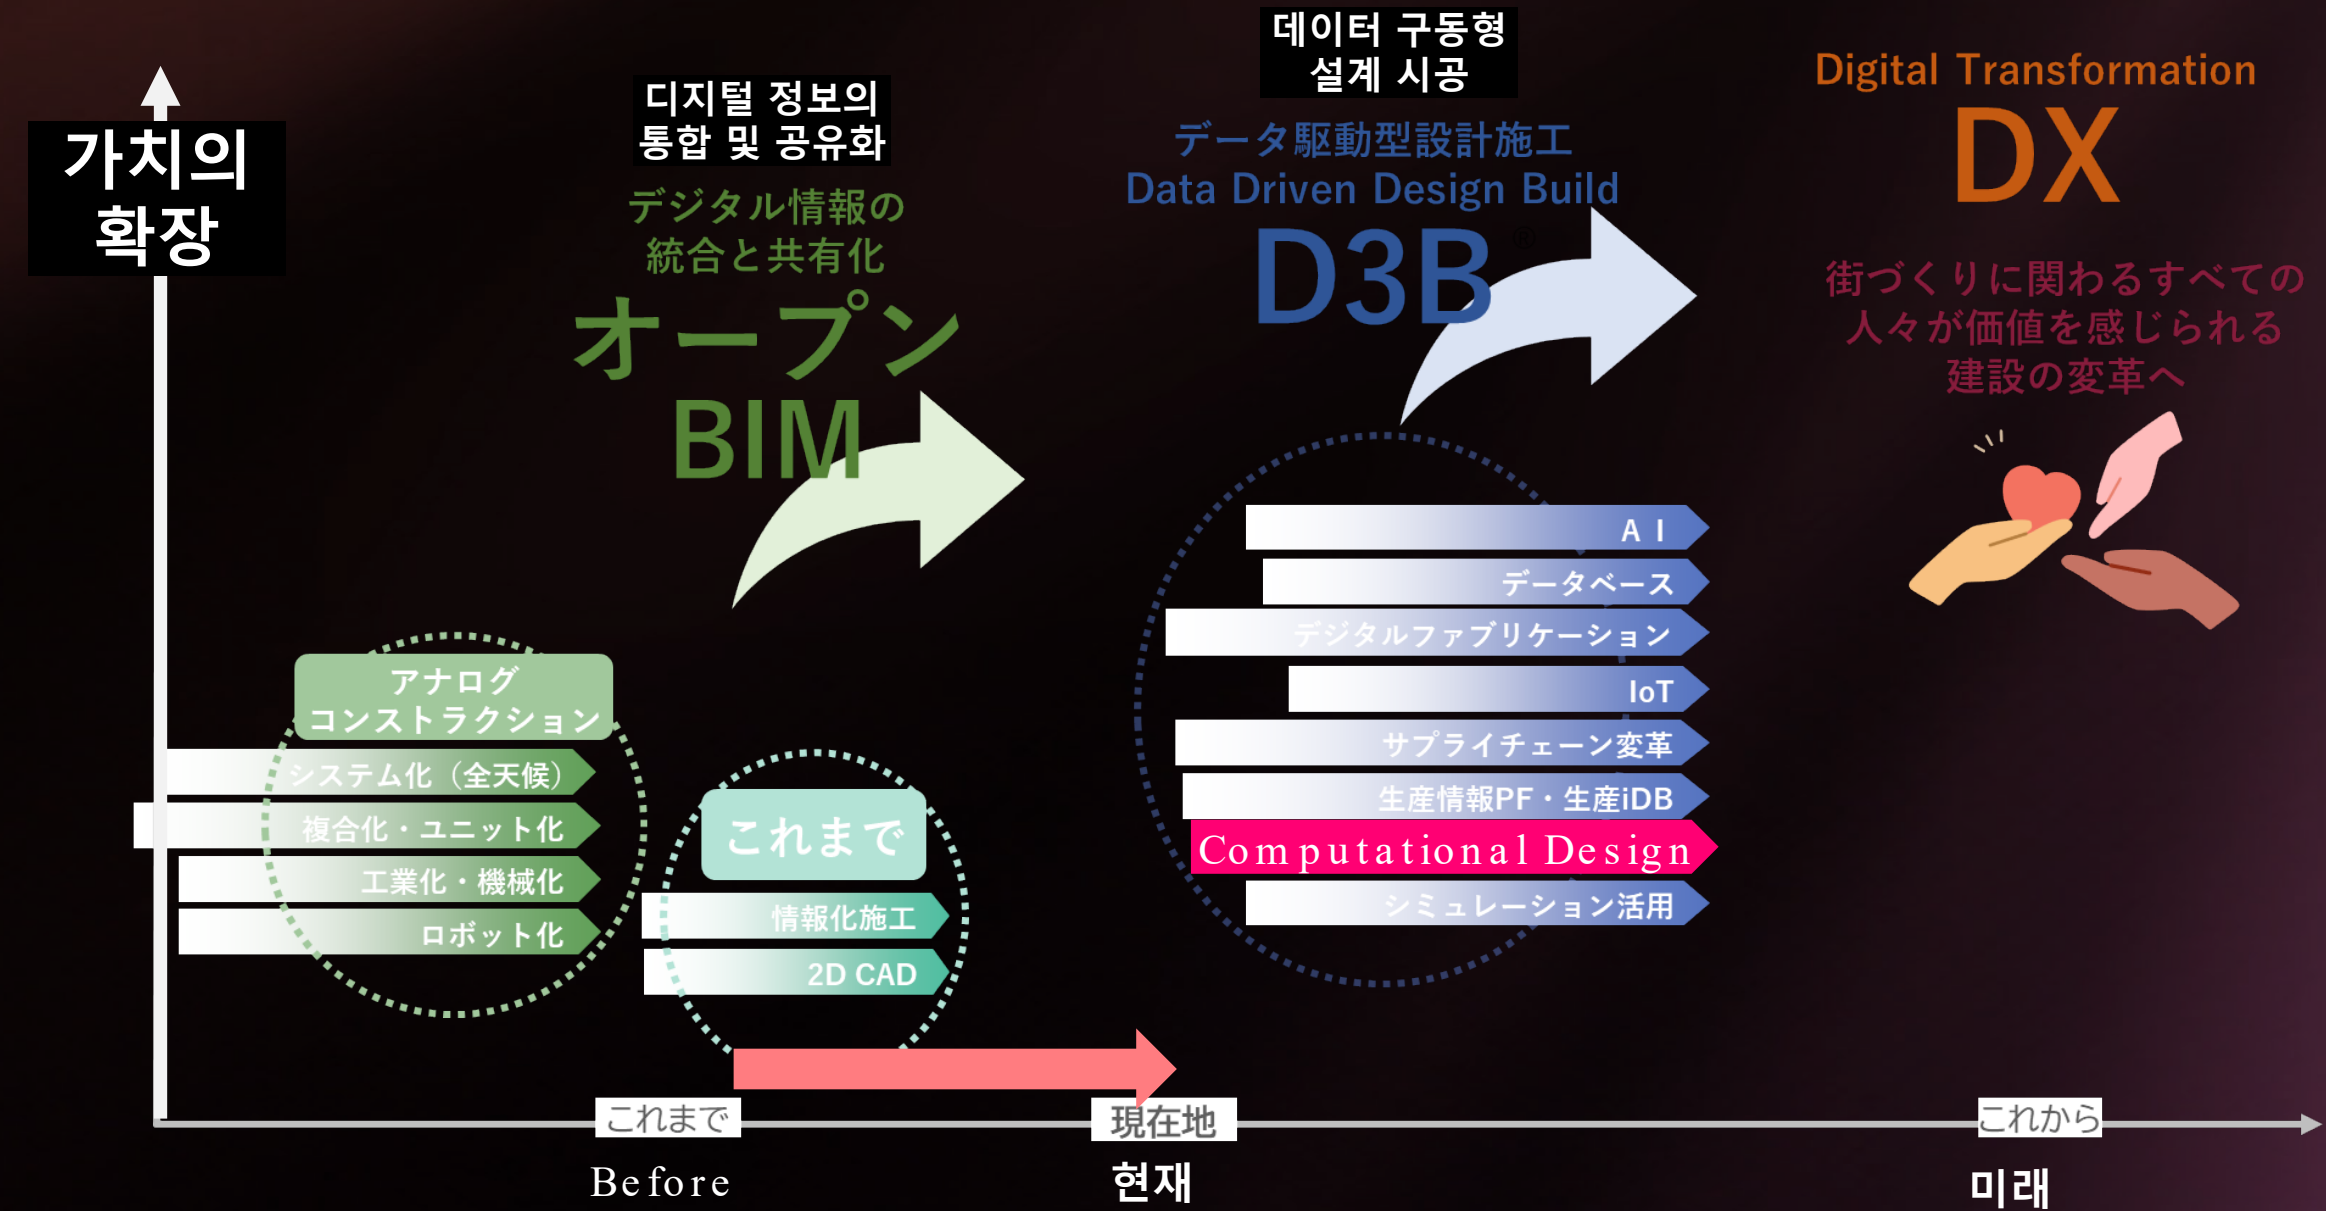 가치의
확장
디지털 정보의
통합 및 공유화
デジタル情報の
統合と共有化
オープン
BIM
데이터 구동형
설계 시공
データ駆動型設計施工
Data Driven Design Build
D3B
®
Digital Transformation
DX
街づくりに関わるすべての
人々が価値を感じられる
建設の変革へ
アナログ
コンストラクション
システム化（全天候）
複合化・ユニット化
工業化・機械化
ロボット化
これまで
情報化施工
2D CAD
AI
データベース
デジタルファブリケーション
IoT
サプライチェーン変革
生産情報PF・生産iDB
Computational Design
シミュレーション活用
これまで
現在地
これから
Before
현재
미래